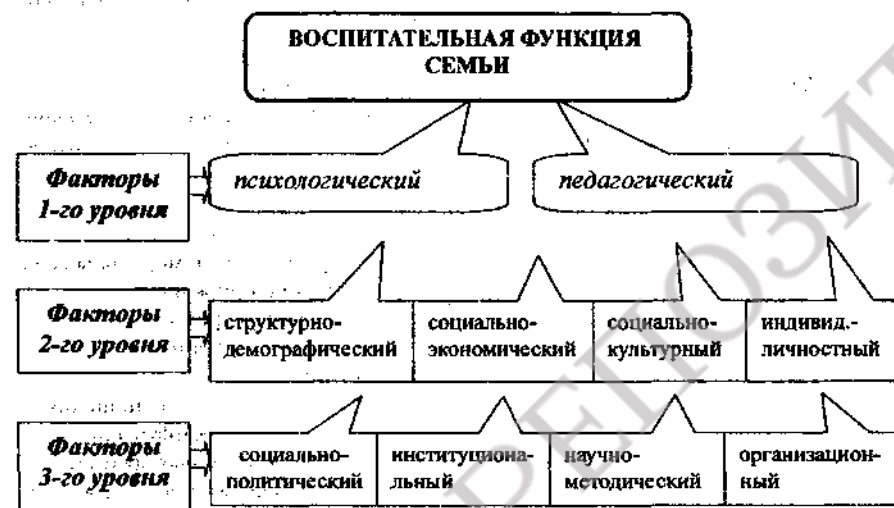 ВОСПИТАТЕЛЬНАЯ ФУНКЦИЯ
СЕМЬИ
Факторы
1-го уровня
психологический
педагогический
Факторы
2-го уровня
структурно-
демографический
социально-
экономический
социально-
культурный
индивид.-
личностный
Факторы
3-го уровня
социально-
политический
институциона-
льный
научно-
методический
организацион-
ный